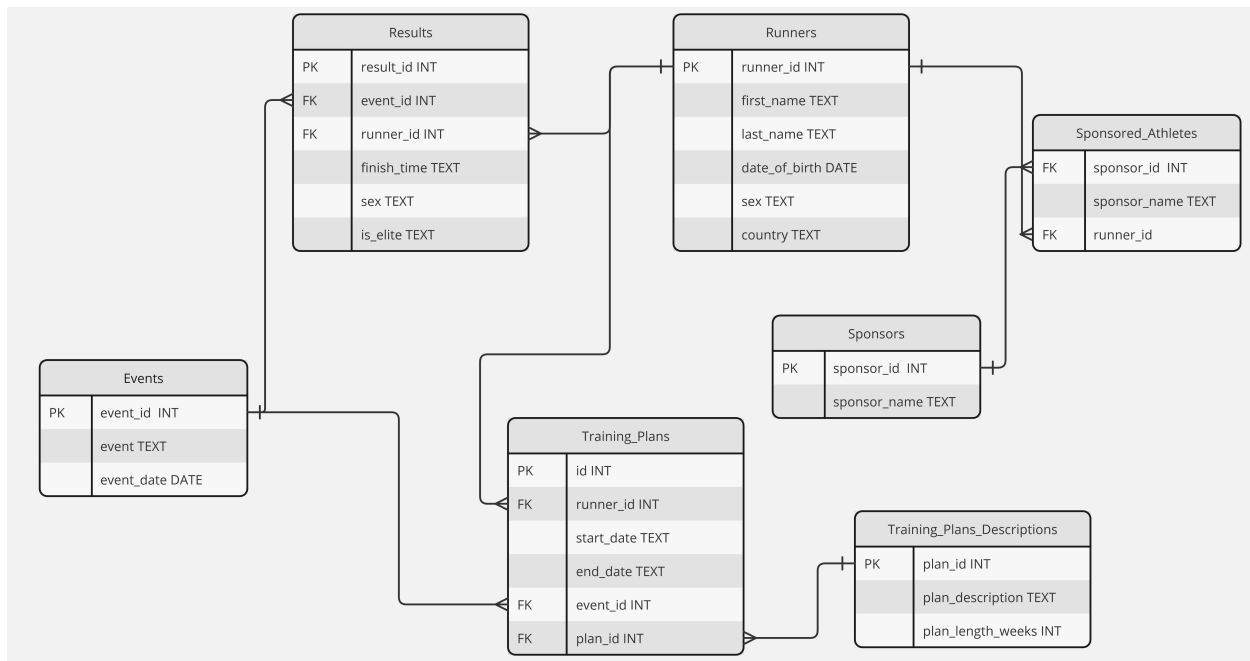 Results
PK result_id INT
FK event_id INT
FK runner_id INT
finish_time TEXT
sex TEXT
is_elite TEXT
Runners
PK runner_id INT
first_name TEXT
last_name TEXT
date_of_birth DATE
sex TEXT
country TEXT
Sponsored_Athletes
FK sponsor_id INT
sponsor_name TEXT
FK runner_id
Sponsors
PK sponsor_id INT
sponsor_name TEXT
Events
PK event_id INT
event TEXT
event_date DATE
Training_Plans
PK id INT
FK runner_id INT
start_date TEXT
end_date TEXT
FK event_id INT
FK plan_id INT
Training_Plans_Descriptions
PK plan_id INT
plan_description TEXT
plan_length_weeks INT